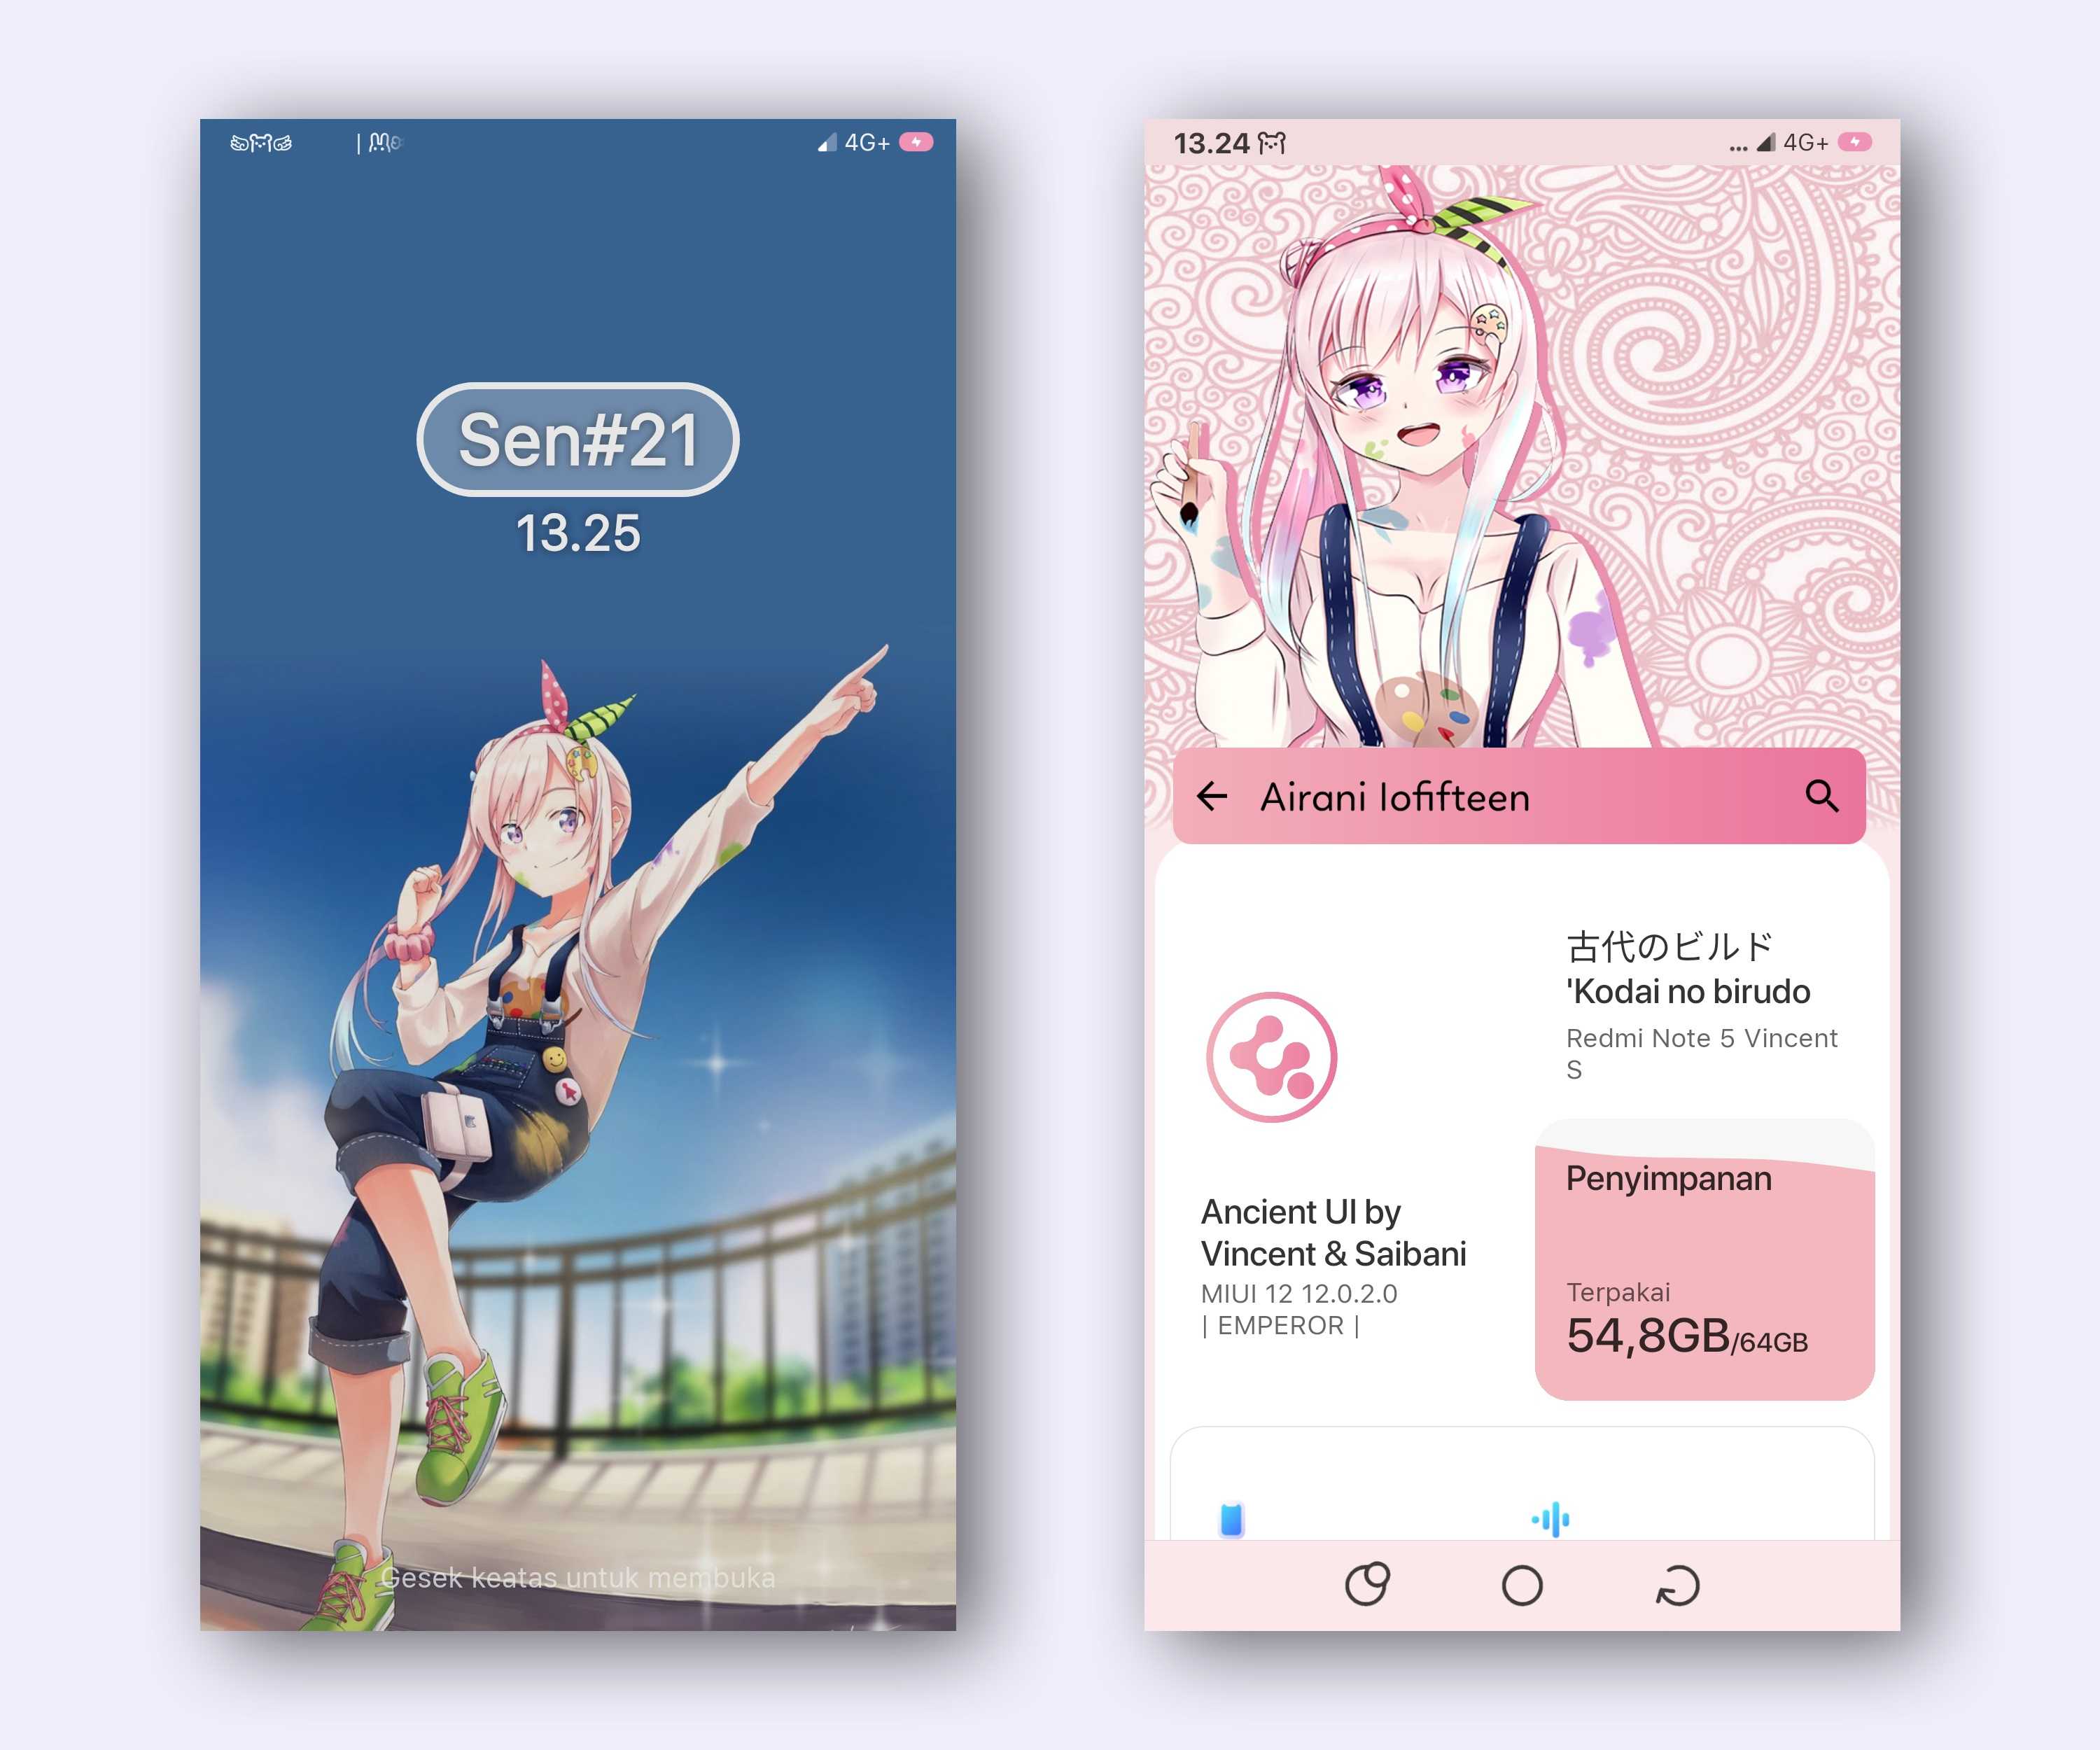 4G+
Sen#21
13.25
Gesek keatas untuk membuka
13.24
4G+
Airani lofifteen
古代のビルド
'Kodai no birudo
Redmi Note 5 Vincent
S
Ancient UI by
Vincent & Saibani
MIUI 12 12.0.2.0
| EMPEROR |
Penyimpanan
Terpakai
54,8GB/64GB